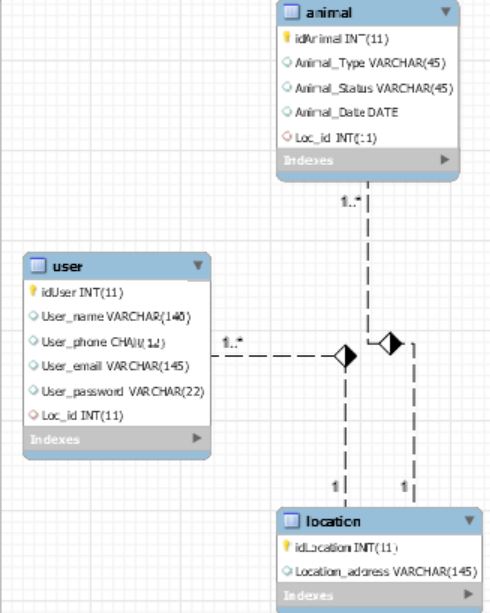 animal
idAnimal INT(11)
Animal_Type VARCHAR(45)
Animal_Status VARCHAR(45)
Animal_Date DATE
Loc_id INT(11)
Indexes
1..*
user
idUser INT(11)
User_name VARCHAR(140)
User_phone CHAR(12)
User_email VARCHAR(145)
User_password VARCHAR(22)
Loc_id INT(11)
Indexes
1..*
1
1
location
idLocation INT(11)
Location_address VARCHAR(145)
Indexes